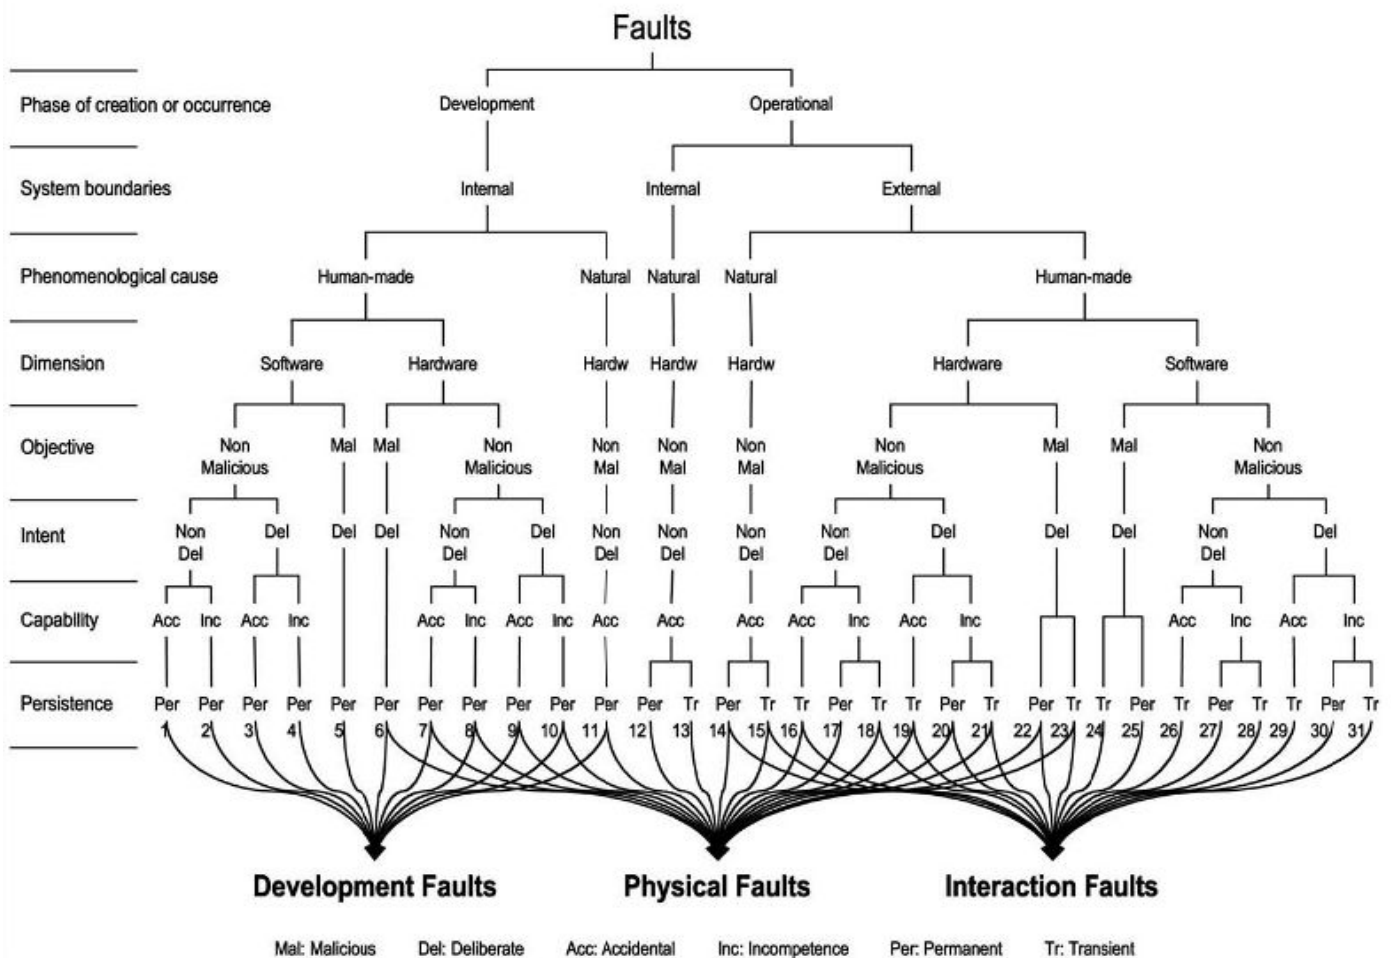 Faults
Phase of creation or occurrence Development Operational
System boundaries Internal Internal External
Phenomenological cause Human-made Natural Natural Natural Human-made
Dimension Software Hardware Hardw Hardw Hardw Hardware Software
Objective Non Mal Mal Non Non Non Non Non Mal Mal Non
Malicious Malicious Mal Mal Mal Malicious Malicious
Intent Non Del Del Del Non Del Non Non Non Non Del Del Del Non Del
Del Del Del Del Del Del Del
Capability Acc Inc Acc Inc Acc Inc Acc Inc Acc Acc Acc Acc Inc Acc Inc Acc Inc Acc Inc
Persistence Per Per Per Per Per Per Per Per Per Per Per Per Tr Per Tr Tr Per Tr Tr Per Tr Per Tr Tr Per Tr Per Tr Tr Per Tr
1 2 3 4 5 6 7 8 9 10 11 12 13 14 15 16 17 18 19 20 21 22 23 24 25 26 27 28 29 30 31
Development Faults Physical Faults Interaction Faults
Mal: Malicious Del: Deliberate Acc: Accidental Inc: Incompetence Per: Permanent Tr: Transient